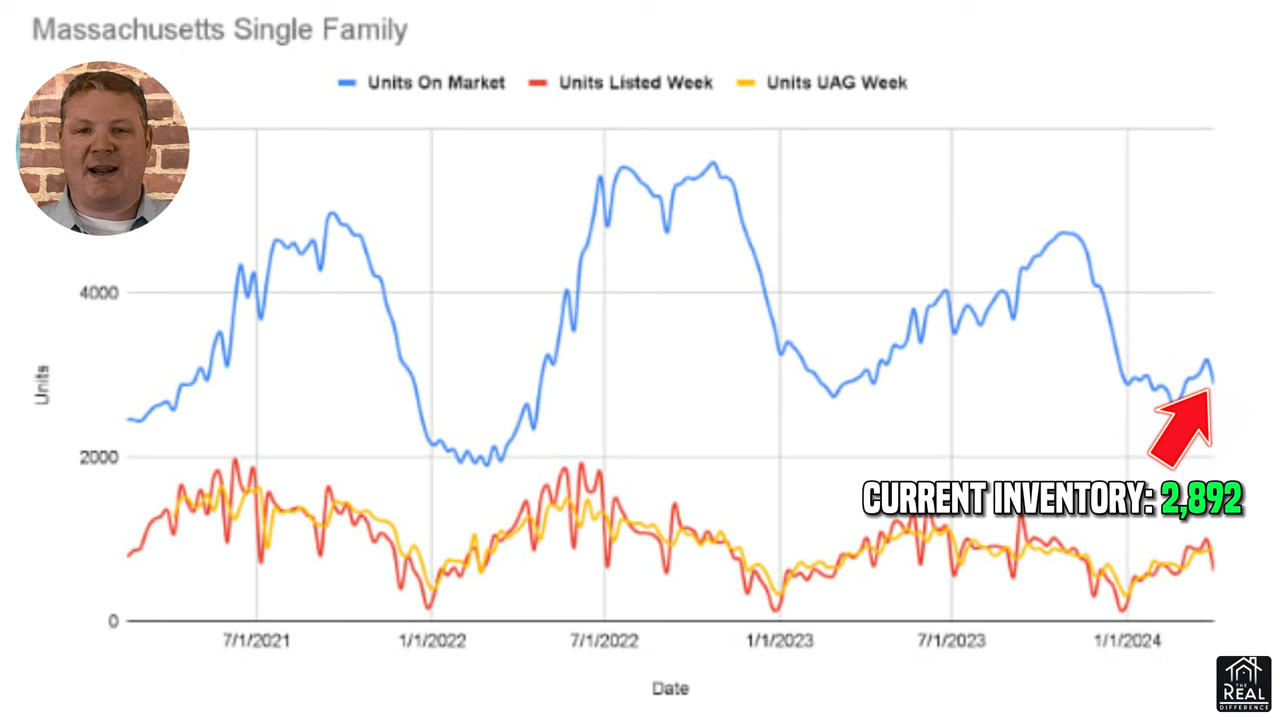 Massachusetts Single Family
Units On Market Units Listed Week Units UAG Week
4000
2000
0
Units
CURRENT INVENTORY: 2,892
7/1/2021 1/1/2022 7/1/2022 1/1/2023 7/1/2023 1/1/2024
Date
THE
REAL
DIFFERENCE